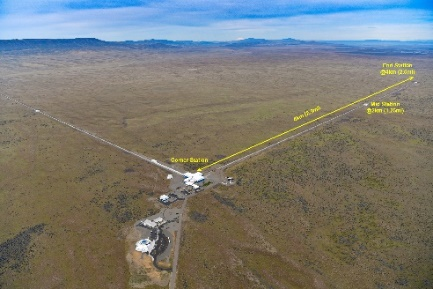 End Station
@4km (2.5mi)
Mid Station
@2km (1.25mi)
4km (2.5mi)
Corner Station